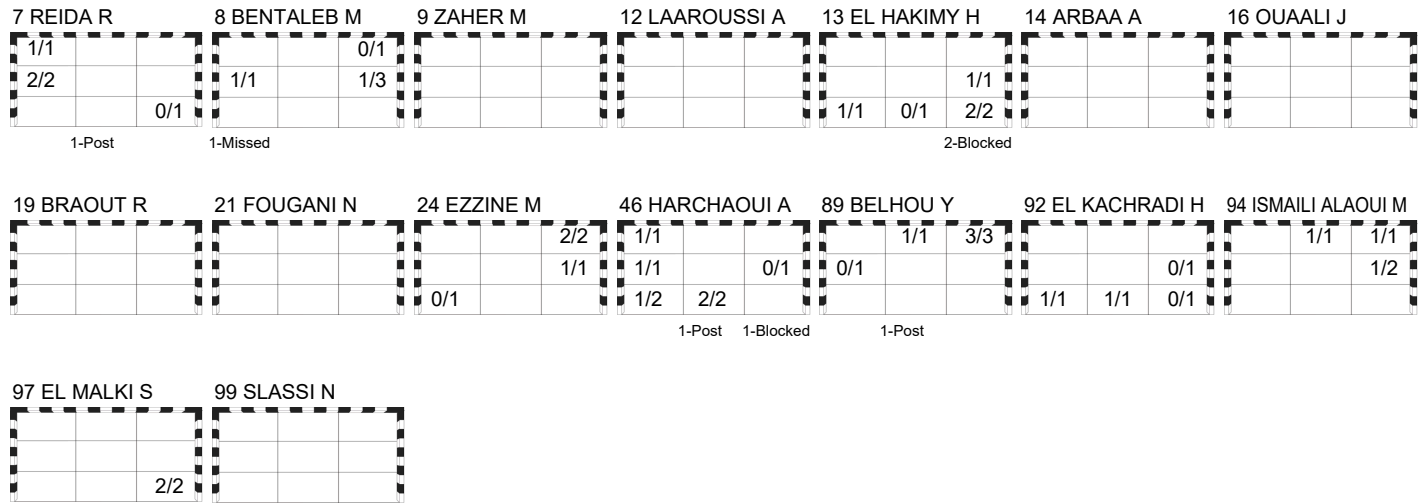 7 REIDA R 8 BENTALEB M 9 ZAHER M 12 LAAROUSSI A 13 EL HAKIMY H 14 ARBAA A 16 OUAALI J
1/1 0/1
2/2 1/1 1/3 1/1
0/1 1/1 0/1 2/2
1-Post 1-Missed 2-Blocked
19 BRAOUT R 21 FOUGANI N 24 EZZINE M 46 HARCHAOUI A 89 BELHOU Y 92 EL KACHRADI H 94 ISMAILI ALAOUI M
2/2 1/1 1/1 3/3 1/1 1/1
1/1 1/1 0/1 0/1 0/1 1/2
0/1 1/2 2/2 1/1 1/1 0/1
1-Post 1-Blocked 1-Post
97 EL MALKI S 99 SLASSI N
2/2